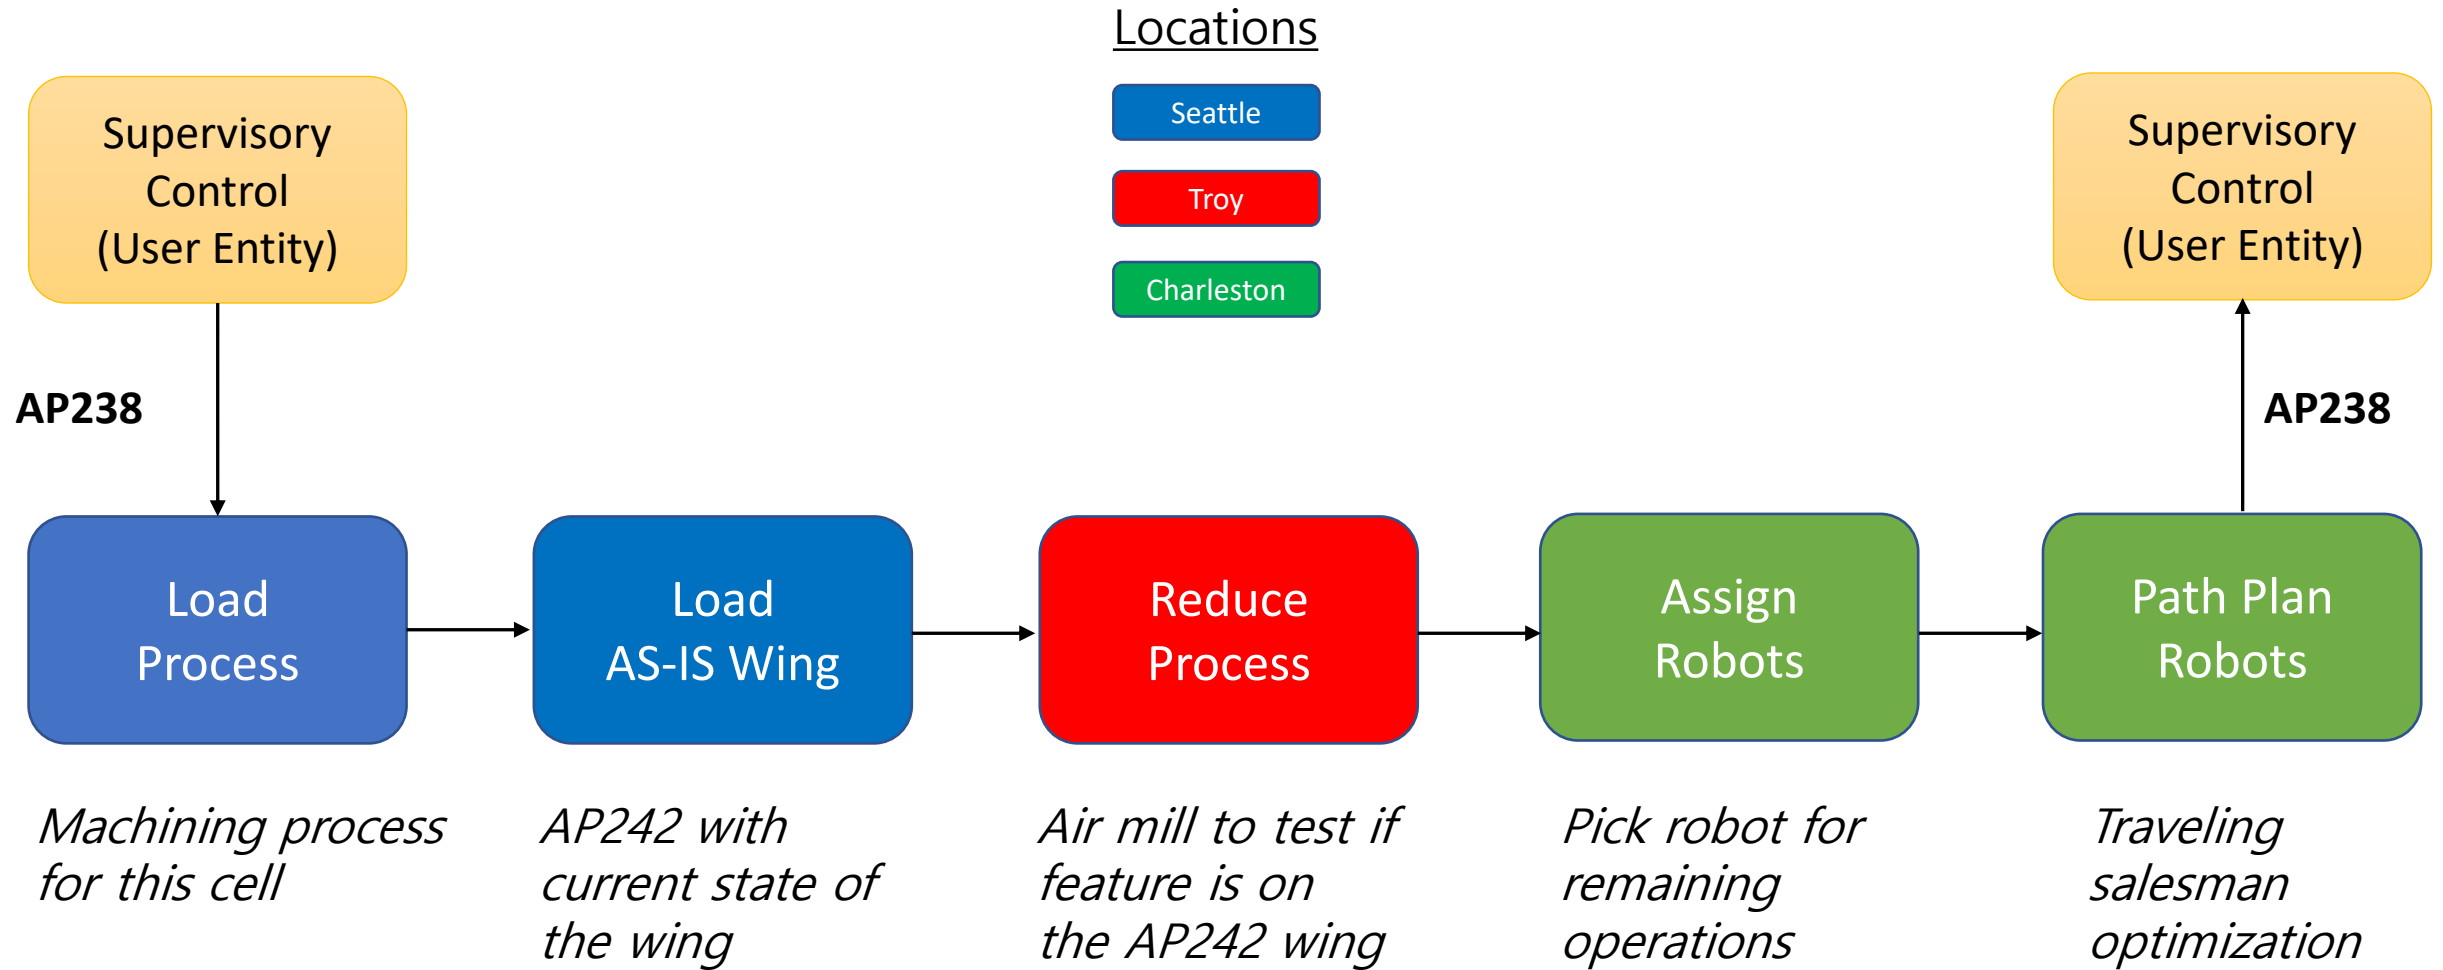 Locations
Seattle
Troy
Charleston
Supervisory
Control
(User Entity)
Supervisory
Control
(User Entity)
AP238
AP238
Load
Process
Load
AS-IS Wing
Reduce
Process
Assign
Robots
Path Plan
Robots
Machining process
for this cell
AP242 with
current state of
the wing
Air mill to test if
feature is on
the AP242 wing
Pick robot for
remaining
operations
Traveling
salesman
optimization